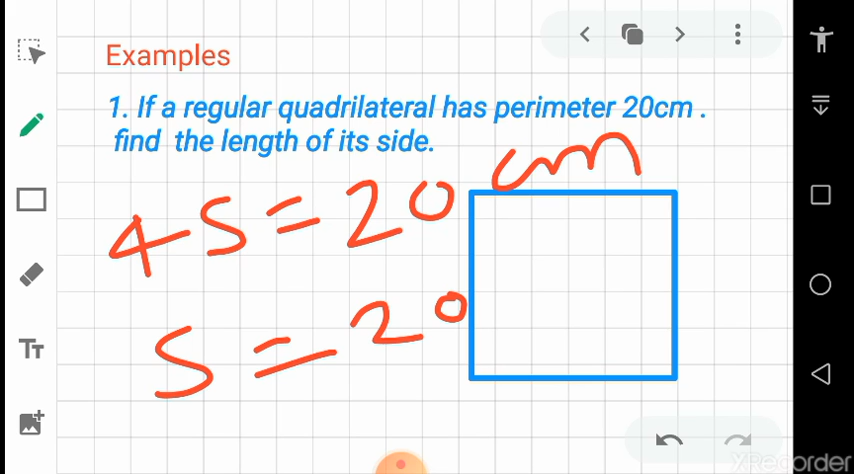 Examples
1. If a regular quadrilateral has perimeter 20cm .
find the length of its side.
4s = 20 cm
s = 20
Tт
XRecorder